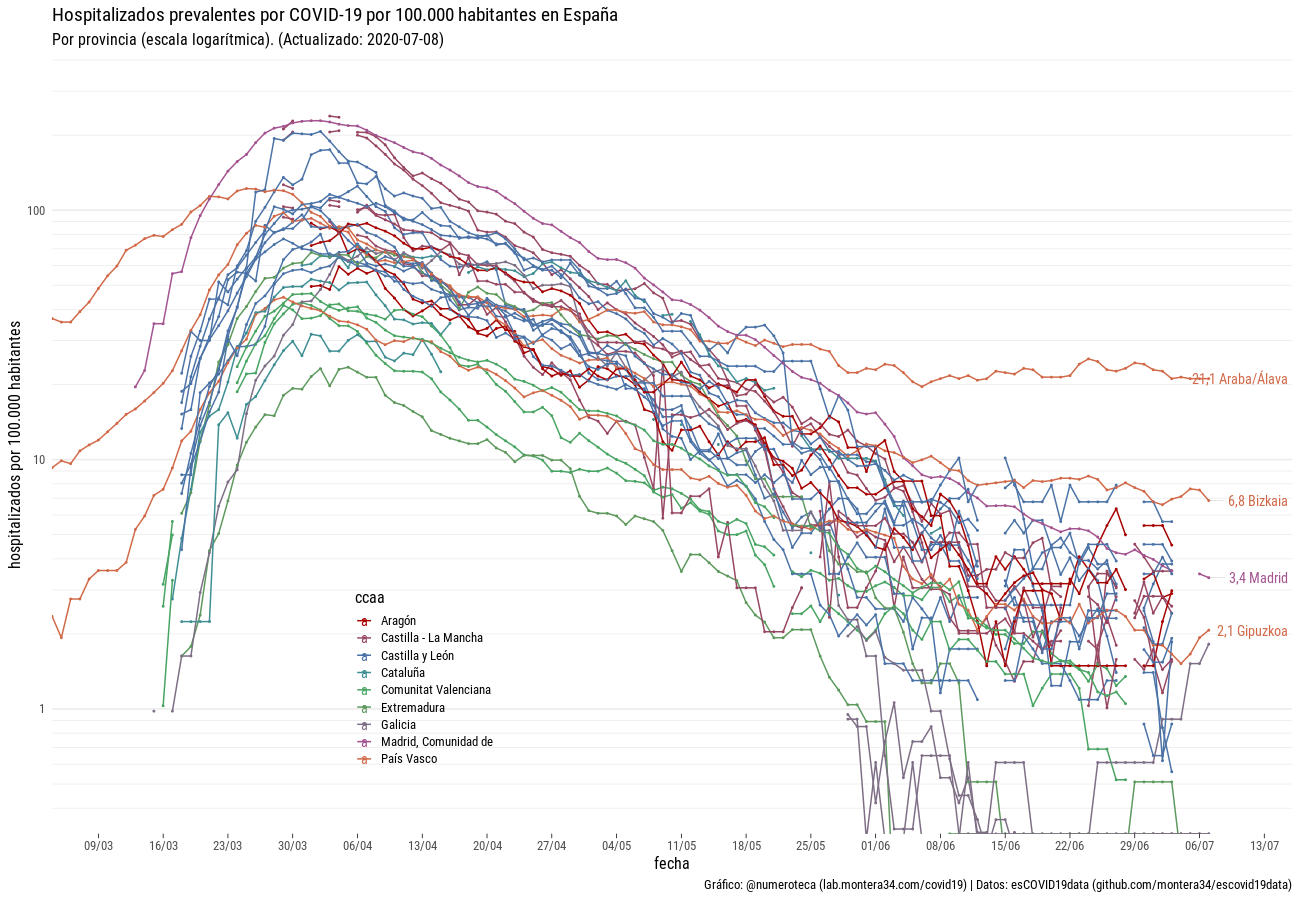 Hospitalizados prevalentes por COVID-19 por 100.000 habitantes en España
Por provincia (escala logarítmica). (Actualizado: 2020-07-08)
hospitalizados por 100.000 habitantes
100
10
1
21,1 Araba/Álava
6,8 Bizkaia
3,4 Madrid
2,1 Gipuzkoa
ccaa
Aragón
Castilla - La Mancha
Castilla y León
Cataluña
Comunitat Valenciana
Extremadura
Galicia
Madrid, Comunidad de
País Vasco
09/03 16/03 23/03 30/03 06/04 13/04 20/04 27/04 04/05 11/05 18/05 25/05 01/06 08/06 15/06 22/06 29/06 06/07 13/07
fecha
Gráfico: @numeroteca (lab.montera34.com/covid19) | Datos: esCOVID19data (github.com/montera34/escovid19data)